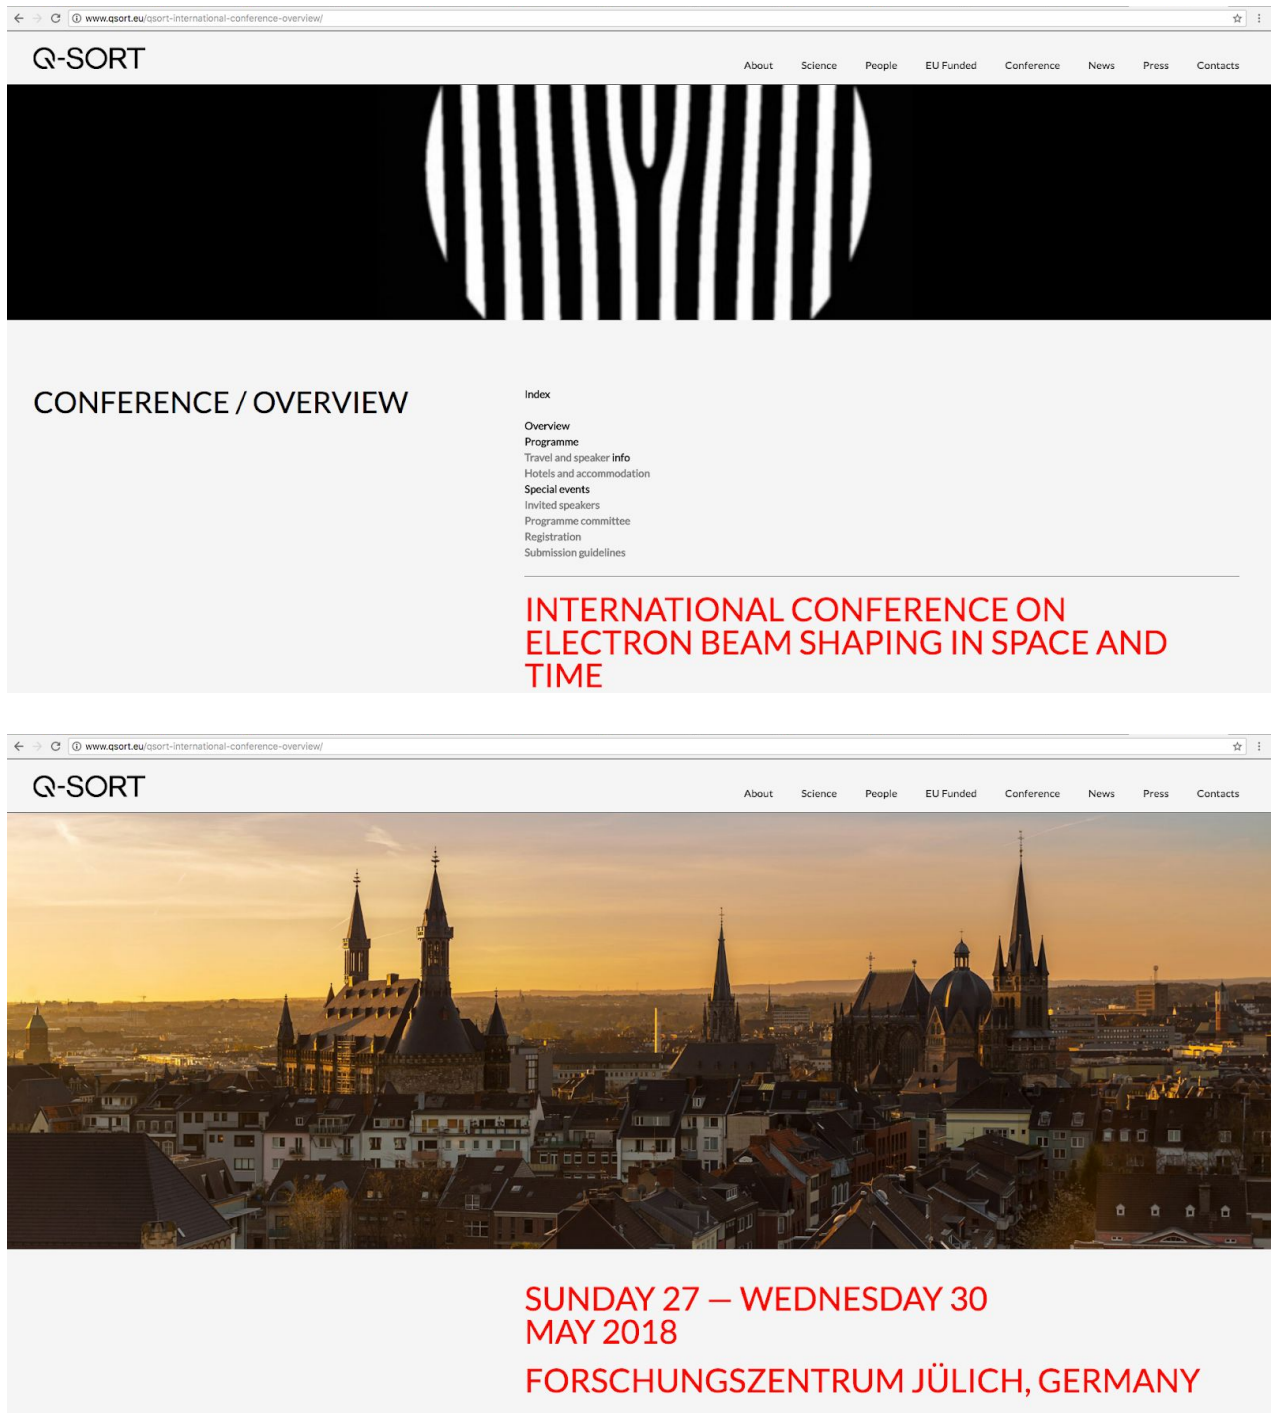 www.qsort.eu/qsort-international-conference-overview/
Q-SORT
About Science People EU Funded Conference News Press Contacts
CONFERENCE / OVERVIEW
Index
Overview
Programme
Travel and speaker info
Hotels and accommodation
Special events
Invited speakers
Programme committee
Registration
Submission guidelines
INTERNATIONAL CONFERENCE ON
ELECTRON BEAM SHAPING IN SPACE AND
TIME
www.qsort.eu/qsort-international-conference-overview/
Q-SORT
About Science People EU Funded Conference News Press Contacts
SUNDAY 27 — WEDNESDAY 30
MAY 2018
FORSCHUNGSZENTRUM JÜLICH, GERMANY